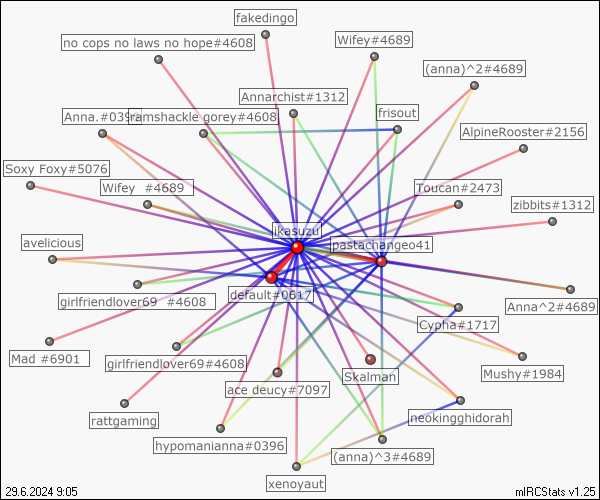 fakedingo
no cops no laws no hope#4608
Wifey#4689
(anna)^2#4689
Annarchist#1312
Anna.#039
ramshackle gorey#4608
frisout
AlpineRooster#2156
Soxy Foxy#5076
Wifey  #4689
Toucan#2473
zibbits#1312
ikasuzu
avelicious
pastachangeo41
default#0617
girlfriendlover69  #4608
Anna^2#4689
Cypha#1717
Mad #6901
girlfriendlover69#4608
Skalman
Mushy#1984
ace deucy#7097
rattgaming
neokingghidorah
hypomanianna#0396
(anna)^3#4689
xenoyaut
29.6.2024 9:05
mIRCStats v1.25